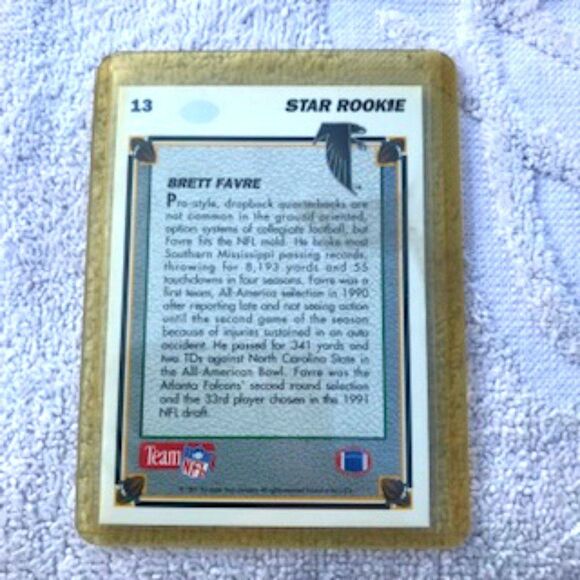 13
STAR ROOKIE
BRETT FAVRE
Pro-style, dropback quarterbacks are
not common in the ground oriented,
option systems of collegiate football, but
Favre fits the NFL mold. He broke most
Southern Mississippi passing records,
throwing for 8,193 yards and 55
touchdowns in four seasons. Favre was a
first team, All-America selection in 1990
after reporting late and not seeing action
until the second game of the season
because of injuries sustained in an auto
accident. He passed for 341 yards and
two TDs against North Carolina State in
the All-American Bowl. Favre was the
Atlanta Falcons' second round selection
and the 33rd player chosen in the 1991
NFL draft.
Team NFL